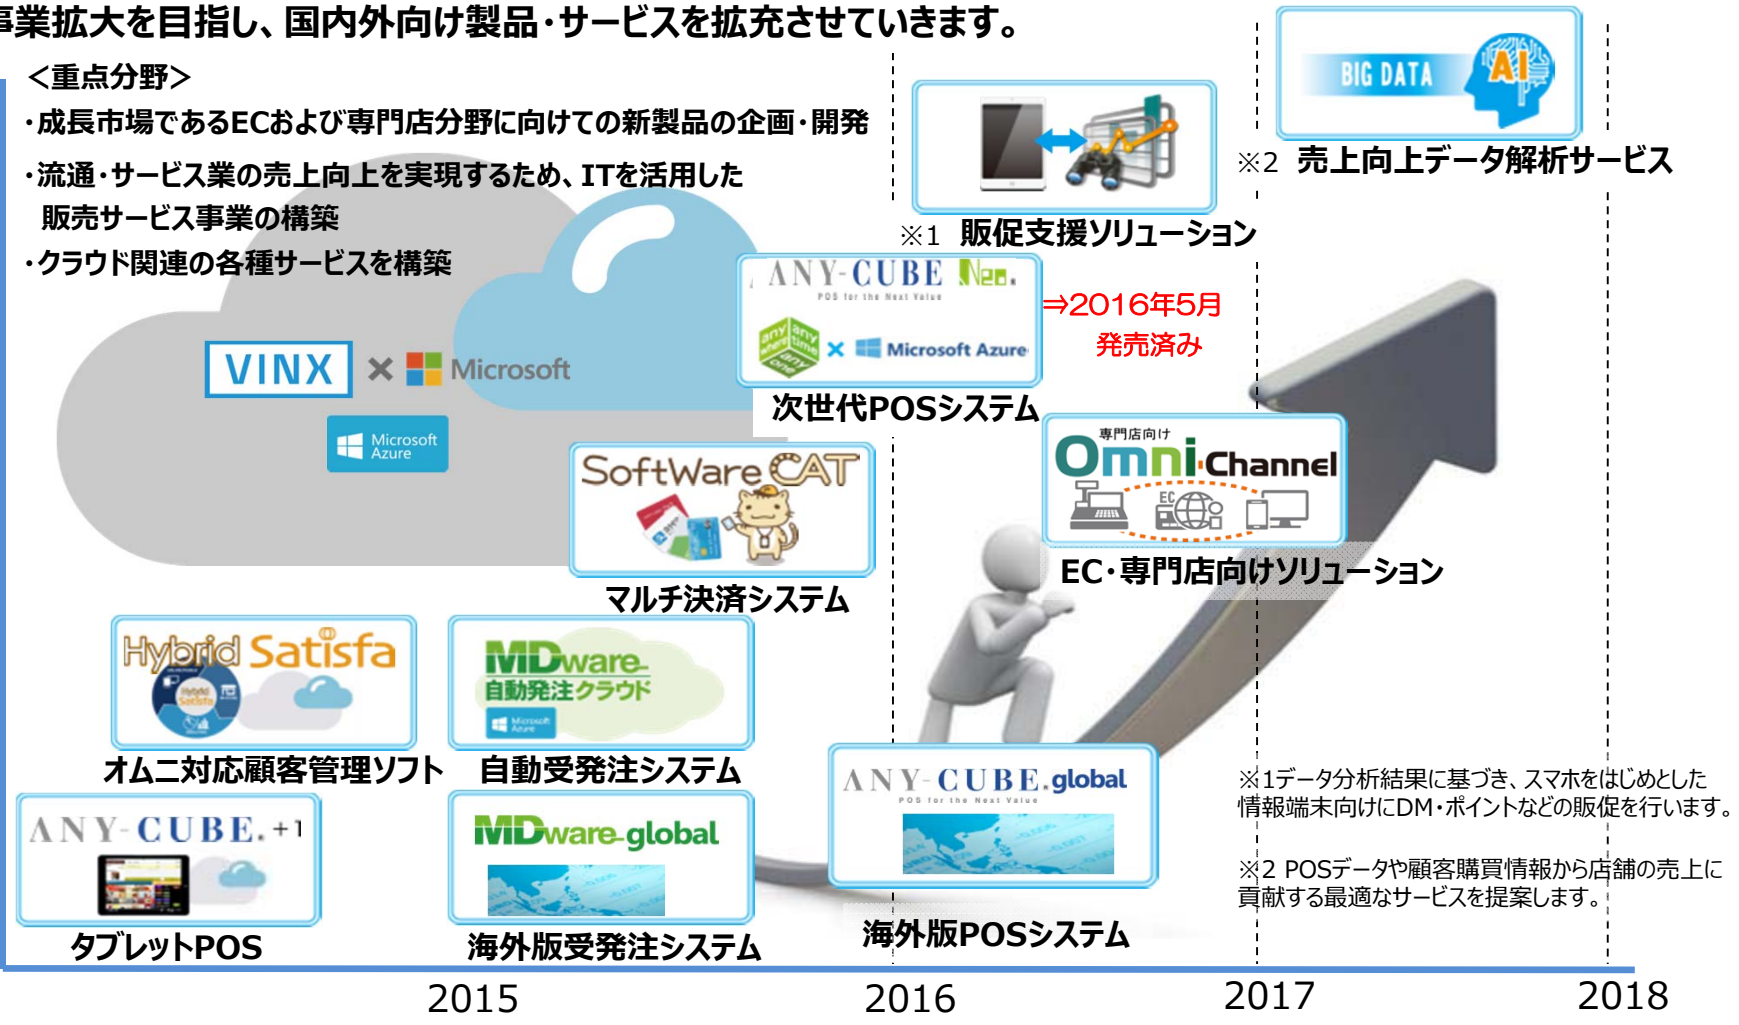 事業拡大を目指し、国内外向け製品・サービスを拡充させていきます。
＜重点分野＞
・成長市場であるECおよび専門店分野に向けての新製品の企画・開発
・流通・サービス業の売上向上を実現するため、ITを活用した
販売サービス事業の構築
・クラウド関連の各種サービスを構築
BIG DATA
AI
※2 売上向上データ解析サービス
※1 販促支援ソリューション
ANY-CUBE Neo.
POS for the Next Value
any where
any time
any one
× Microsoft Azure
⇒2016年5月
発売済み
次世代POSシステム
VINX × Microsoft
Microsoft
Azure
専門店向け
Omni-Channel
EC
EC・専門店向けソリューション
SoftWare CAT
マルチ決済システム
Hybrid Satisfa
Hybrid
Satisfa
オムニ対応顧客管理ソフト
MDware
自動発注クラウド
Microsoft
Azure
自動受発注システム
ANY-CUBE.+1
タブレットPOS
MDware-global
海外版受発注システム
ANY-CUBE.global
POS for the Next Value
海外版POSシステム
※1データ分析結果に基づき、スマホをはじめとした
情報端末向けにDM・ポイントなどの販促を行います。
※2 POSデータや顧客購買情報から店舗の売上に
貢献する最適なサービスを提案します。
2015
2016
2017
2018